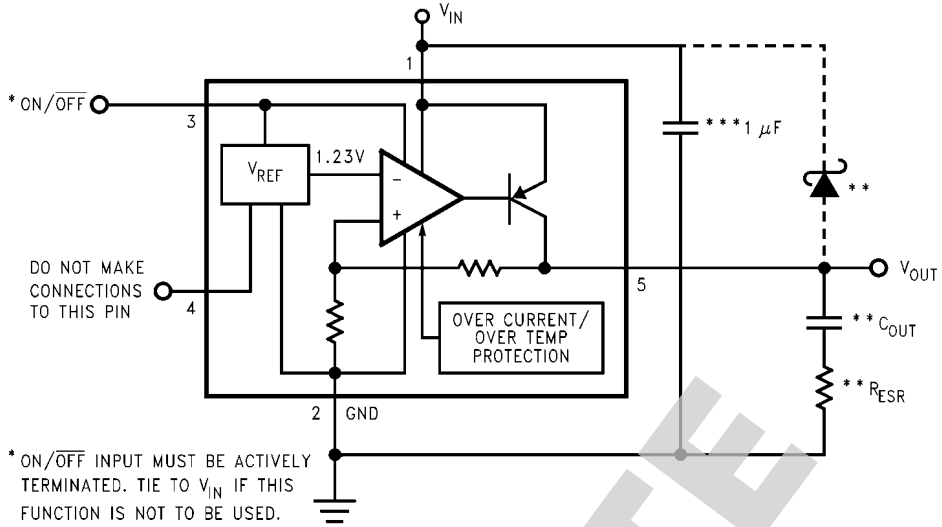 V_IN
1
* ON/O̅F̅F̅
3
*** 1 μF
V_REF
1.23V
−
+
**
DO NOT MAKE
CONNECTIONS
TO THIS PIN
4
5
V_OUT
OVER CURRENT/
OVER TEMP
PROTECTION
** C_OUT
** R_ESR
2 GND
* ON/O̅F̅F̅ INPUT MUST BE ACTIVELY
TERMINATED. TIE TO V_IN IF THIS
FUNCTION IS NOT TO BE USED.